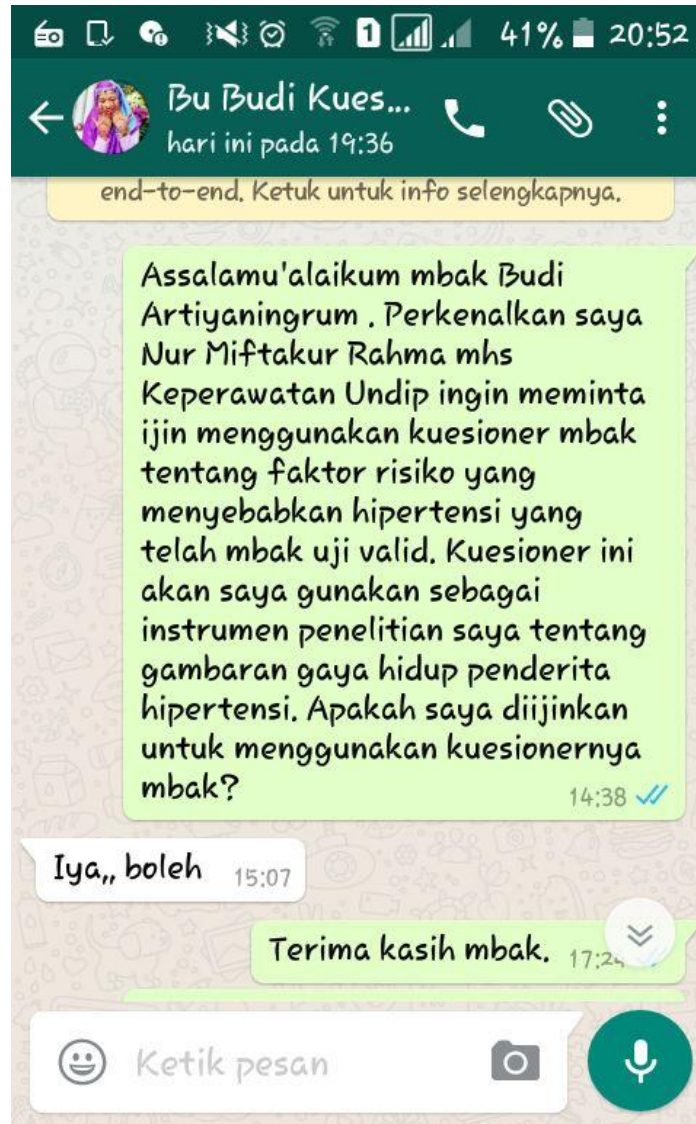 1 41% 20:52
Bu Budi Kues...
hari ini pada 19:36
end-to-end. Ketuk untuk info selengkapnya.
Assalamu'alaikum mbak Budi
Artiyaningrum . Perkenalkan saya
Nur Miftakur Rahma mhs
Keperawatan Undip ingin meminta
ijin menggunakan kuesioner mbak
tentang faktor risiko yang
menyebabkan hipertensi yang
telah mbak uji valid. Kuesioner ini
akan saya gunakan sebagai
instrumen penelitian saya tentang
gambaran gaya hidup penderita
hipertensi. Apakah saya diijinkan
untuk menggunakan kuesionernya
mbak?
14:38
Iya,, boleh 15:07
Terima kasih mbak.
Ketik pesan